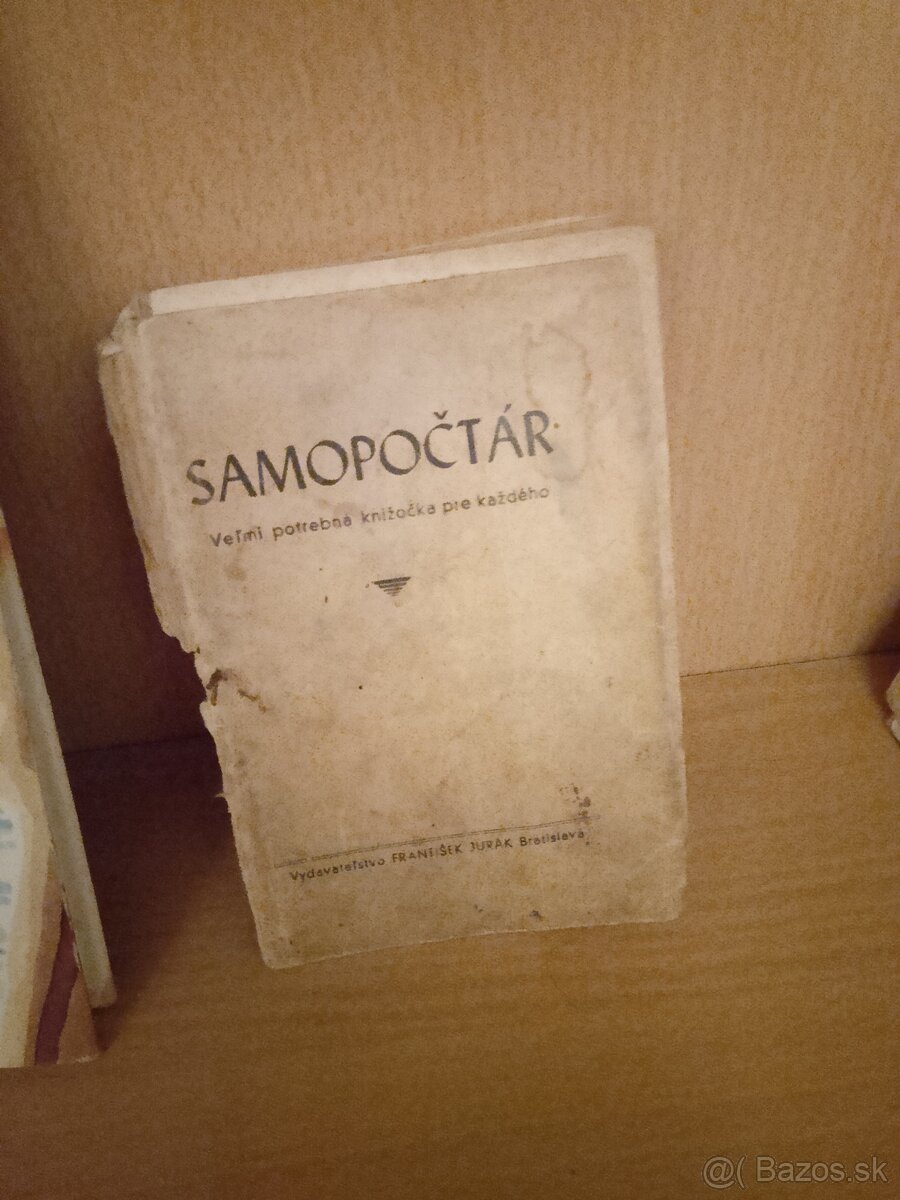 SAMOPOČTÁR
Veľmi potrebná knižočka pre každého
Vydavateľstvo FRANTIŠEK JURÁK Bratislava
@( Bazos.sk